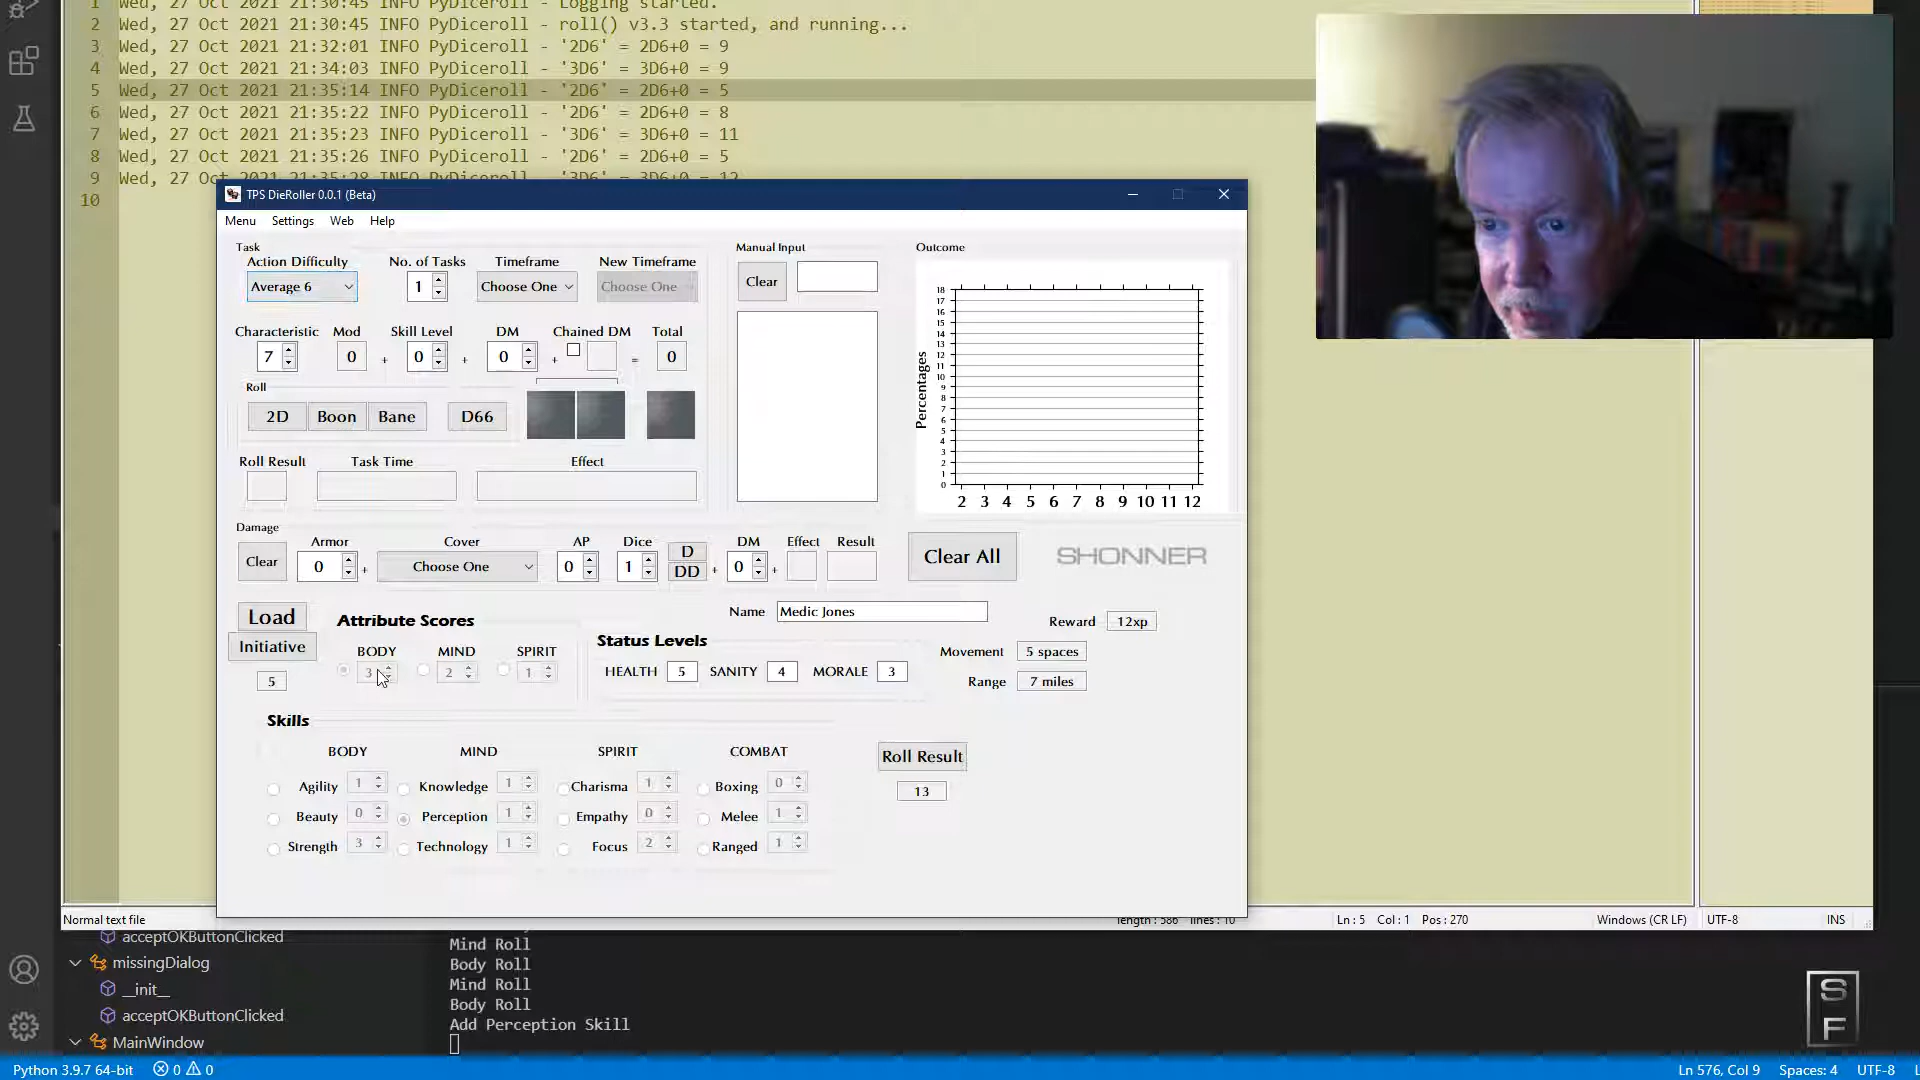 1 Wed, 27 Oct 2021 21:30:45 INFO PyDiceroll - Logging started.
2 Wed, 27 Oct 2021 21:30:45 INFO PyDiceroll - roll() v3.3 started, and running...
3 Wed, 27 Oct 2021 21:32:01 INFO PyDiceroll - '2D6' = 2D6+0 = 9
4 Wed, 27 Oct 2021 21:34:03 INFO PyDiceroll - '3D6' = 3D6+0 = 9
5 Wed, 27 Oct 2021 21:35:14 INFO PyDiceroll - '2D6' = 2D6+0 = 5
6 Wed, 27 Oct 2021 21:35:22 INFO PyDiceroll - '2D6' = 2D6+0 = 8
7 Wed, 27 Oct 2021 21:35:23 INFO PyDiceroll - '3D6' = 3D6+0 = 11
8 Wed, 27 Oct 2021 21:35:26 INFO PyDiceroll - '2D6' = 2D6+0 = 5
9 Wed, 27 Oct 2021 21:35:28 INFO PyDiceroll - '3D6' = 3D6+0 = 12
10
TPS DieRoller 0.0.1 (Beta)
Menu Settings Web Help
Task
Action Difficulty No. of Tasks Timeframe New Timeframe
Average 6 1 Choose One Choose One
Characteristic Mod Skill Level DM Chained DM Total
7 0 + 0 + 0 + = 0
Roll
2D Boon Bane D66
Roll Result Task Time Effect
Manual Input
Clear
Outcome
Percentages
18
17
16
15
14
13
12
11
10
9
8
7
6
5
4
3
2
1
0
2 3 4 5 6 7 8 9 10 11 12
Damage
Armor Cover AP Dice D DM Effect Result
Clear 0 + Choose One 0 1 DD + 0 +
Clear All
SHONNER
Load
Initiative
5
Attribute Scores
BODY MIND SPIRIT
3 2 1
Name Medic Jones
Status Levels
HEALTH 5 SANITY 4 MORALE 3
Reward 12xp
Movement 5 spaces
Range 7 miles
Skills
BODY MIND SPIRIT COMBAT
Agility 1 Knowledge 1 Charisma 1 Boxing 0
Beauty 0 Perception 1 Empathy 0 Melee 1
Strength 3 Technology 1 Focus 2 Ranged 1
Roll Result
13
Normal text file length : 586 lines : 10 Ln : 5 Col : 1 Pos : 270 Windows (CR LF) UTF-8 INS
acceptOKButtonClicked
missingDialog
__init__
acceptOKButtonClicked
MainWindow
Mind Roll
Body Roll
Mind Roll
Body Roll
Add Perception Skill
S
F
Python 3.9.7 64-bit 0 0 Ln 576, Col 9 Spaces: 4 UTF-8